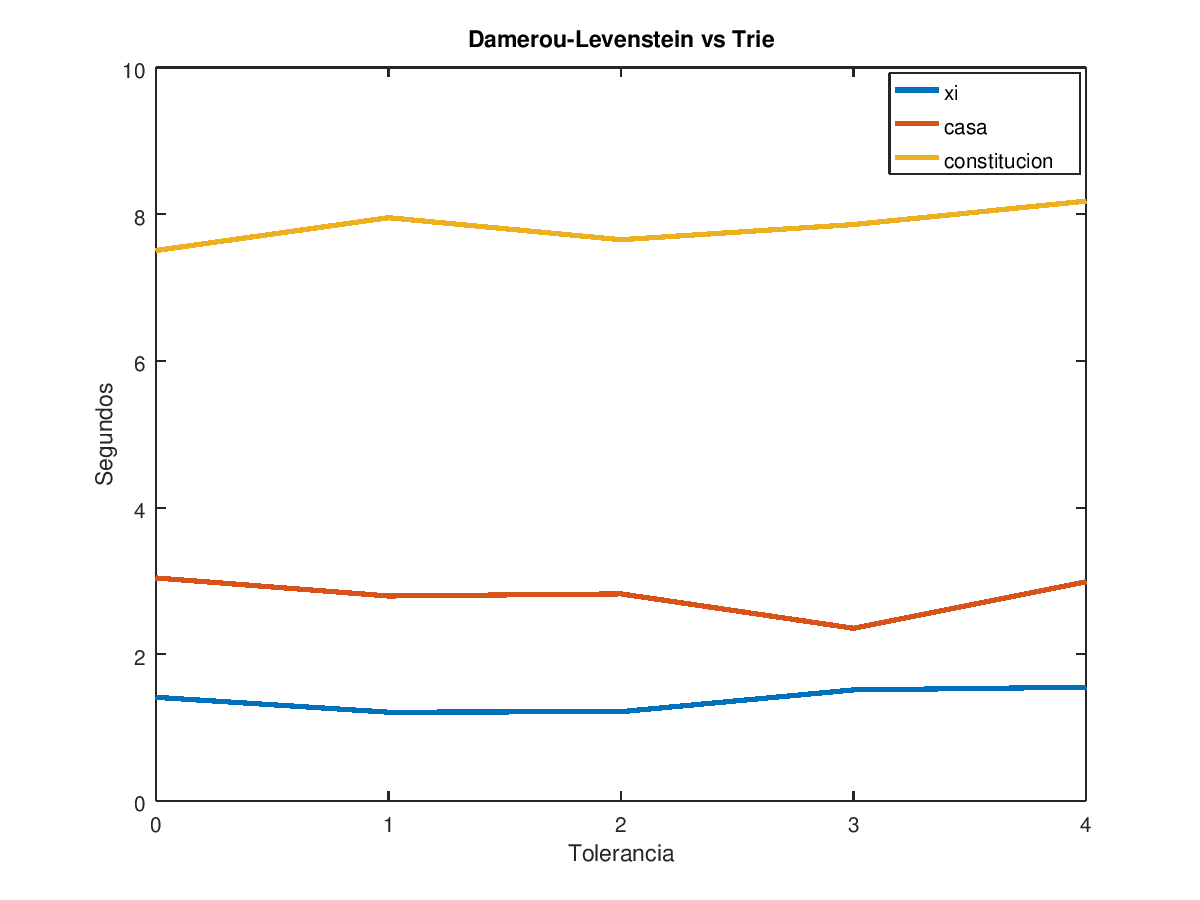 Damerou-Levenstein vs Trie
10
8
6
4
2
0
Segundos
xi
casa
constitucion
0 1 2 3 4
Tolerancia